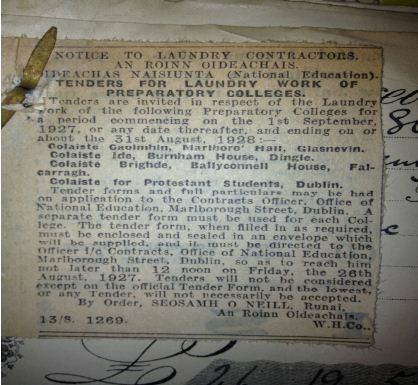 NOTICE TO LAUNDRY CONTRACTORS.
AN ROINN OIDEACHAIS.
OIDEACHAS NAISIUNTA (National Education).
TENDERS FOR LAUNDRY WORK OF
PREPARATORY COLLEGES.
Tenders are invited in respect of the Laundry
work of the following Preparatory Colleges for
a period commencing on the 1st September,
1927, or any date thereafter, and ending on or
about the 31st August, 1928:—
Colaiste Caoimhin, Marlboro' Hall, Glasnevin.
Colaiste Ide, Burnham House, Dingle.
Colaiste Brighde, Ballyconnell House, Fal-
carragh.
Colaiste for Protestant Students, Dublin.
Tender forms and full particulars may be had
on application to the Contracts Officer, Office of
National Education, Marlborough Street, Dublin. A
separate tender form must be used for each Col-
lege. The tender form, when filled in as required,
must be enclosed and sealed in an envelope which
will be supplied, and it must be directed to the
Officer i/c Contracts, Office of National Education,
Marlborough Street, Dublin, so as to reach him
not later than 12 noon on Friday, the 26th
August, 1927. Tenders will not be considered
except on the official Tender Form, and the lowest,
or any Tender, will not necessarily be accepted.
By Order, SEOSAMH O NEILL, Runai,
An Roinn Oideachais.
13/8. 1269. W.H.Co..